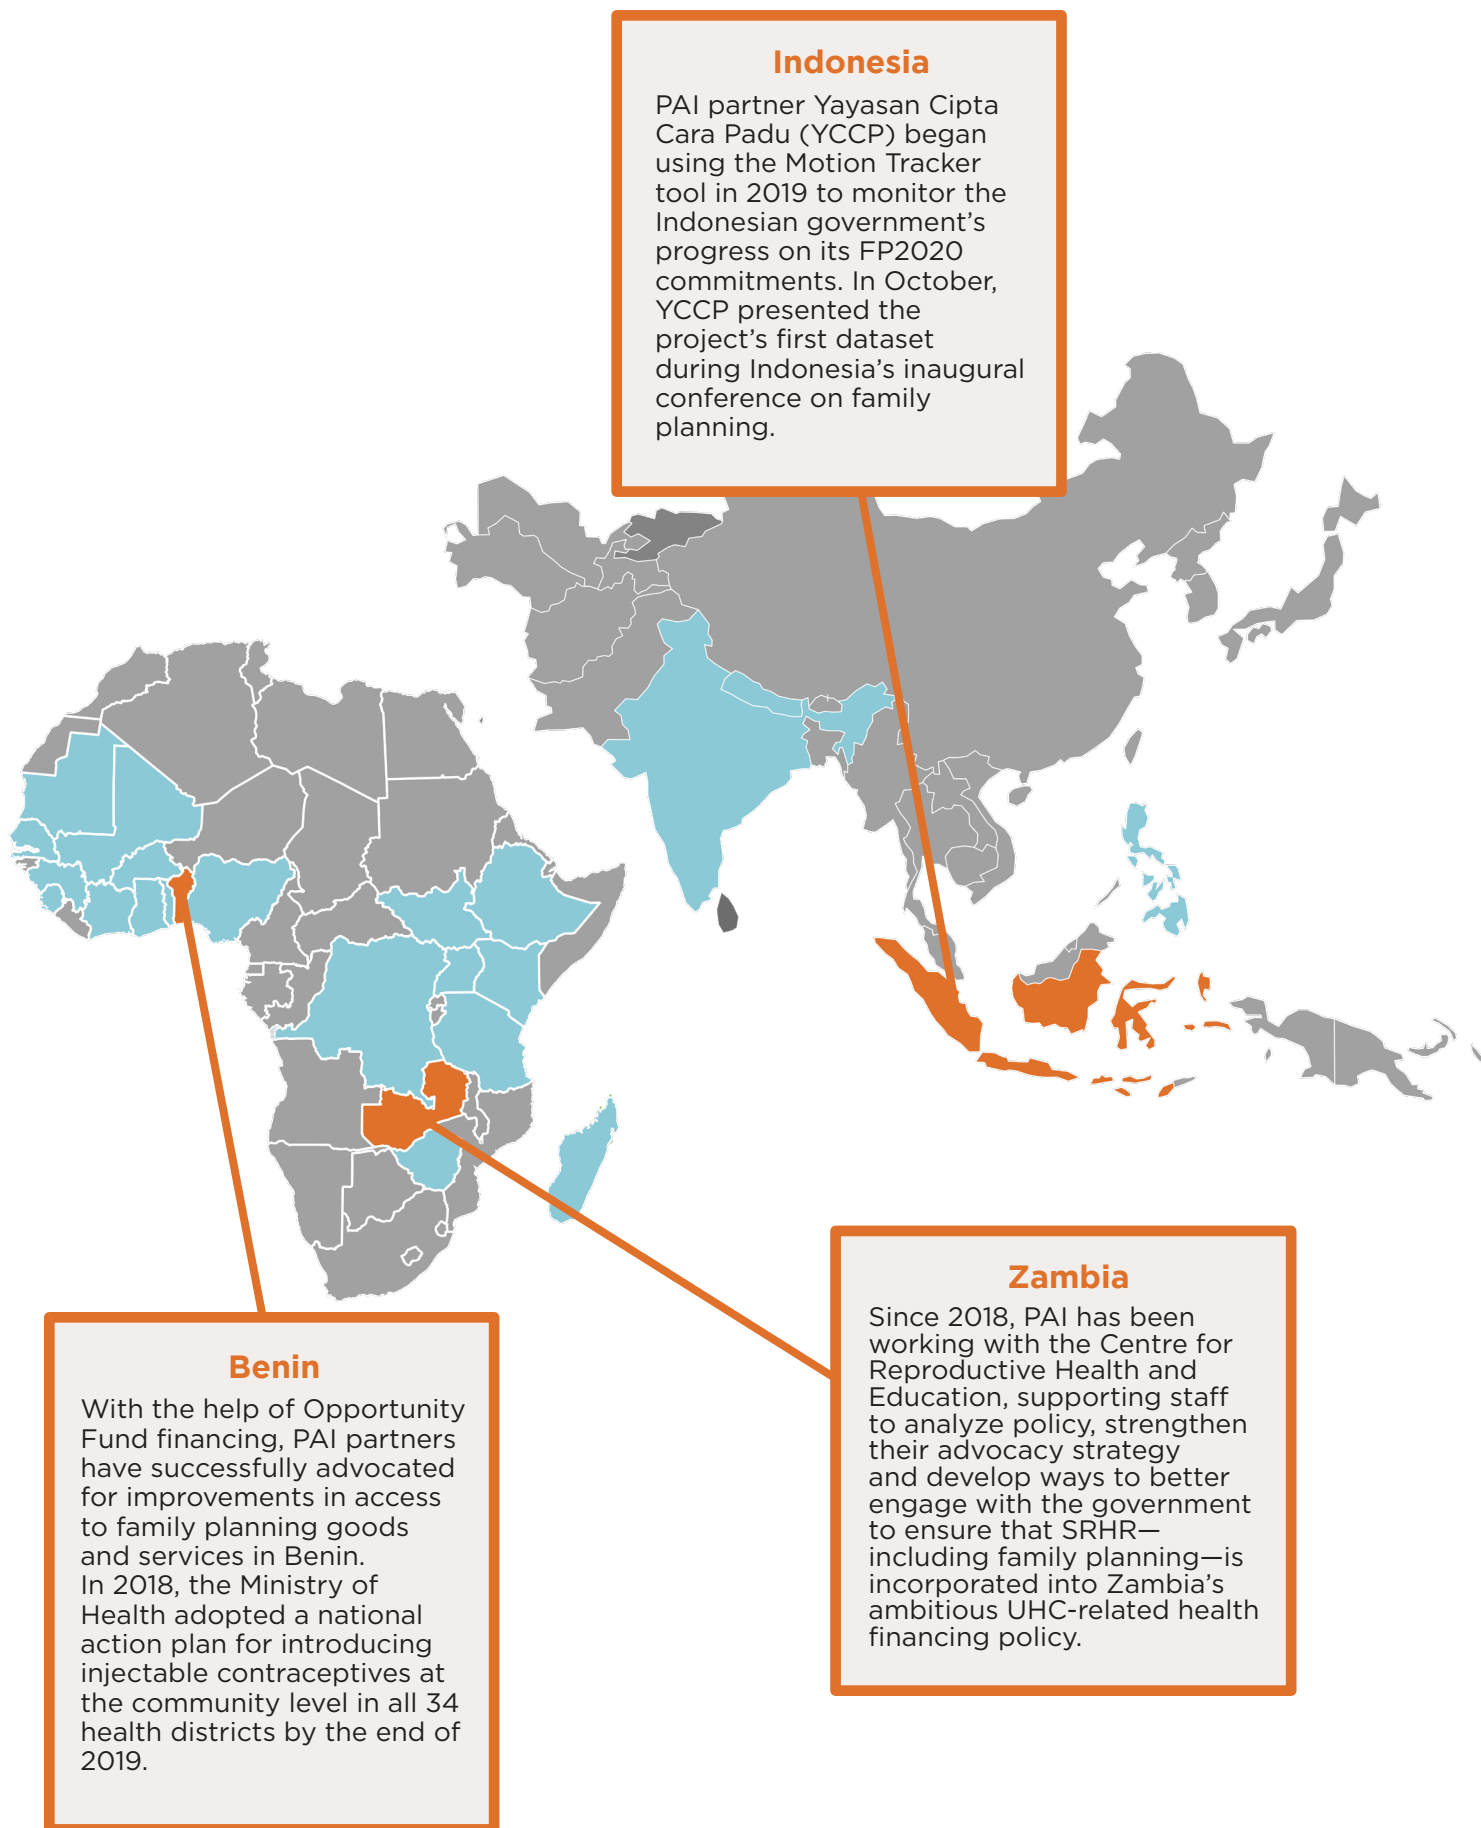 Indonesia
PAI partner Yayasan Cipta
Cara Padu (YCCP) began
using the Motion Tracker
tool in 2019 to monitor the
Indonesian government’s
progress on its FP2020
commitments. In October,
YCCP presented the
project’s first dataset
during Indonesia’s inaugural
conference on family
planning.
Benin
With the help of Opportunity
Fund financing, PAI partners
have successfully advocated
for improvements in access
to family planning goods
and services in Benin.
In 2018, the Ministry of
Health adopted a national
action plan for introducing
injectable contraceptives at
the community level in all 34
health districts by the end of
2019.
Zambia
Since 2018, PAI has been
working with the Centre for
Reproductive Health and
Education, supporting staff
to analyze policy, strengthen
their advocacy strategy
and develop ways to better
engage with the government
to ensure that SRHR—
including family planning—is
incorporated into Zambia’s
ambitious UHC-related health
financing policy.